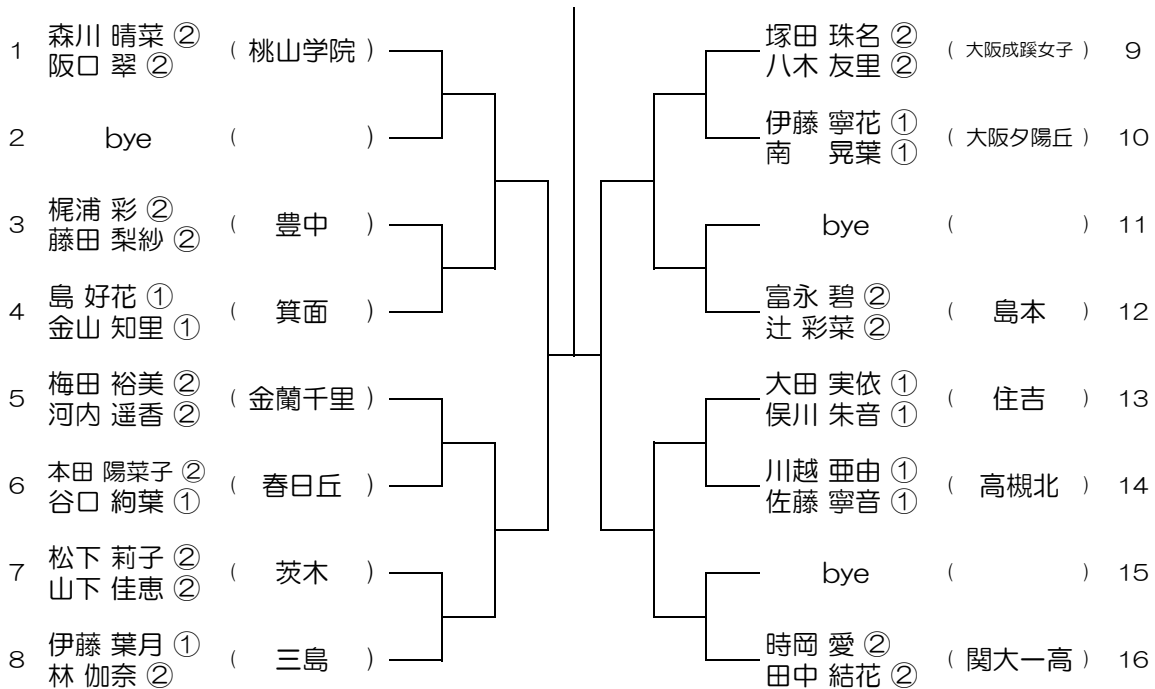 1 森川 晴菜 ② ( 桃山学院 )
阪口 翠 ②
2 bye ( )
3 梶浦 彩 ② ( 豊中 )
藤田 梨紗 ②
4 島 好花 ① ( 箕面 )
金山 知里 ①
5 梅田 裕美 ② ( 金蘭千里 )
河内 遥香 ②
6 本田 陽菜子 ② ( 春日丘 )
谷口 絢葉 ①
7 松下 莉子 ② ( 茨木 )
山下 佳恵 ②
8 伊藤 葉月 ① ( 三島 )
林 伽奈 ②
塚田 珠名 ② ( 大阪成蹊女子 ) 9
八木 友里 ②
伊藤 寧花 ① ( 大阪夕陽丘 ) 10
南 晃葉 ①
bye ( ) 11
富永 碧 ② ( 島本 ) 12
辻 彩菜 ②
大田 実依 ① ( 住吉 ) 13
俣川 朱音 ①
川越 亜由 ① ( 高槻北 ) 14
佐藤 寧音 ①
bye ( ) 15
時岡 愛 ② ( 関大一高 ) 16
田中 結花 ②